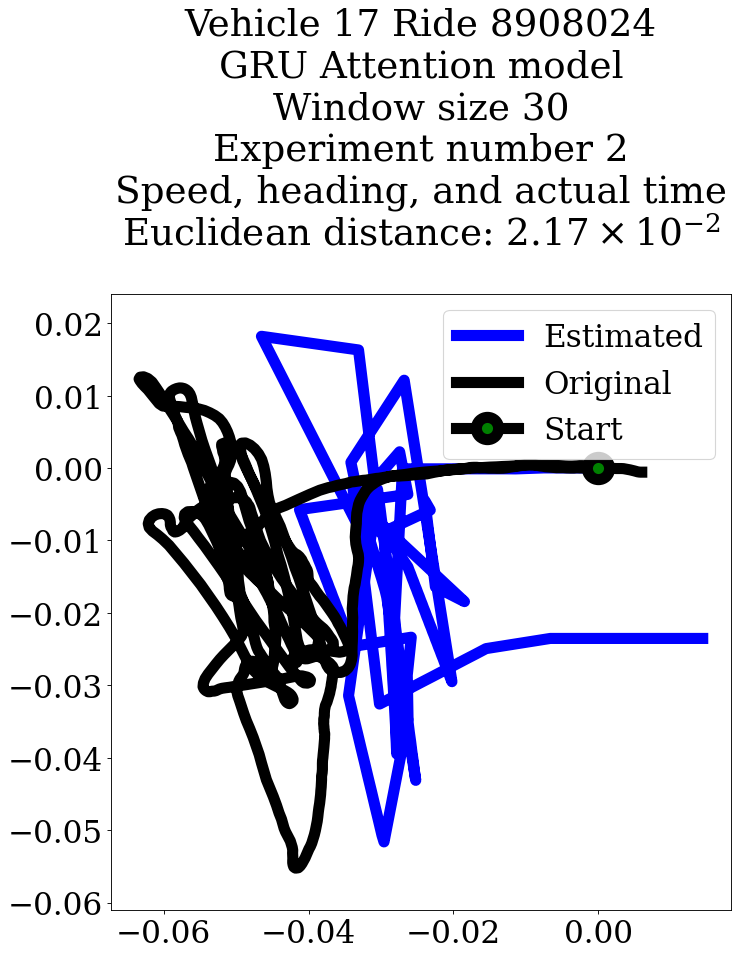 Vehicle 17 Ride 8908024
GRU Attention model
Window size 30
Experiment number 2
Speed, heading, and actual time
Euclidean distance: 2.17 × 10⁻²
Estimated
Original
Start
0.02
0.01
0.00
−0.01
−0.02
−0.03
−0.04
−0.05
−0.06
−0.06 −0.04 −0.02 0.00